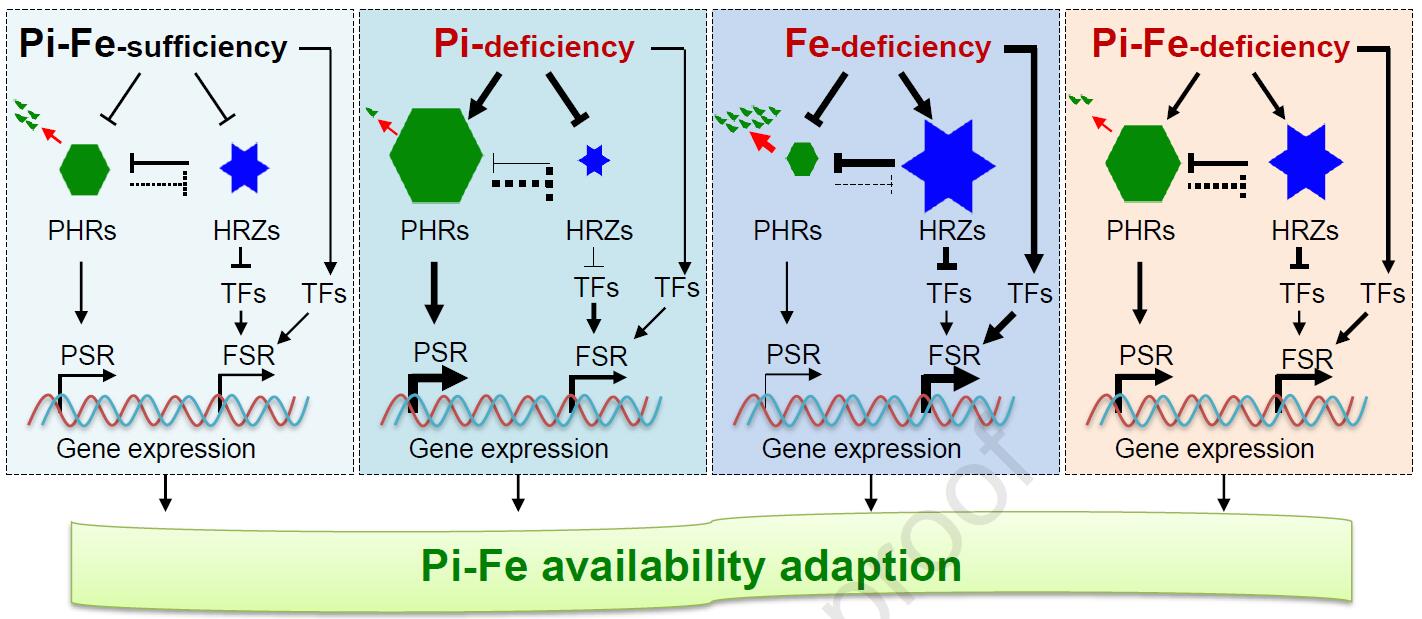 Pi-Fe-sufficiency
PHRs
HRZs
TFs
TFs
PSR
FSR
Gene expression
Pi-deficiency
PHRs
HRZs
TFs
TFs
PSR
FSR
Gene expression
Fe-deficiency
PHRs
HRZs
TFs
TFs
PSR
FSR
Gene expression
Pi-Fe-deficiency
PHRs
HRZs
TFs
TFs
PSR
FSR
Gene expression
Pi-Fe availability adaption
proof